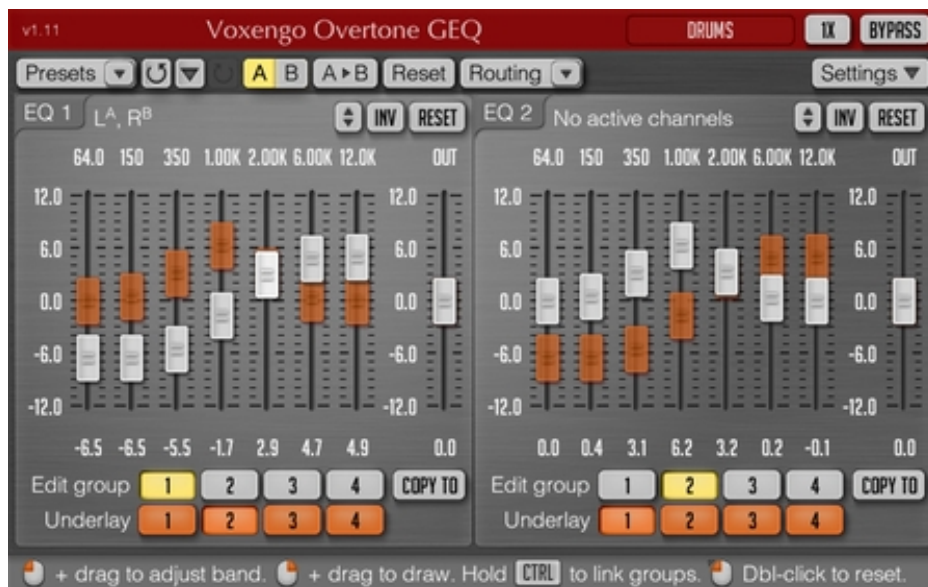 v1.11 Voxengo Overtone GEQ DRUMS 1X BYPASS
Presets A B A▸B Reset Routing Settings
EQ 1 Lᴬ, Rᴮ INV RESET EQ 2 No active channels INV RESET
64.0 150 350 1.00K 2.00K 6.00K 12.0K OUT 64.0 150 350 1.00K 2.00K 6.00K 12.0K OUT
12.0 12.0 12.0 12.0
6.0 6.0 6.0 6.0
0.0 0.0 0.0 0.0
-6.0 -6.0 -6.0 -6.0
-12.0 -12.0 -12.0 -12.0
-6.5 -6.5 -5.5 -1.7 2.9 4.7 4.9 0.0 0.0 0.4 3.1 6.2 3.2 0.2 -0.1 0.0
Edit group 1 2 3 4 COPY TO Edit group 1 2 3 4 COPY TO
Underlay 1 2 3 4 Underlay 1 2 3 4
+ drag to adjust band. + drag to draw. Hold CTRL to link groups. Dbl-click to reset.